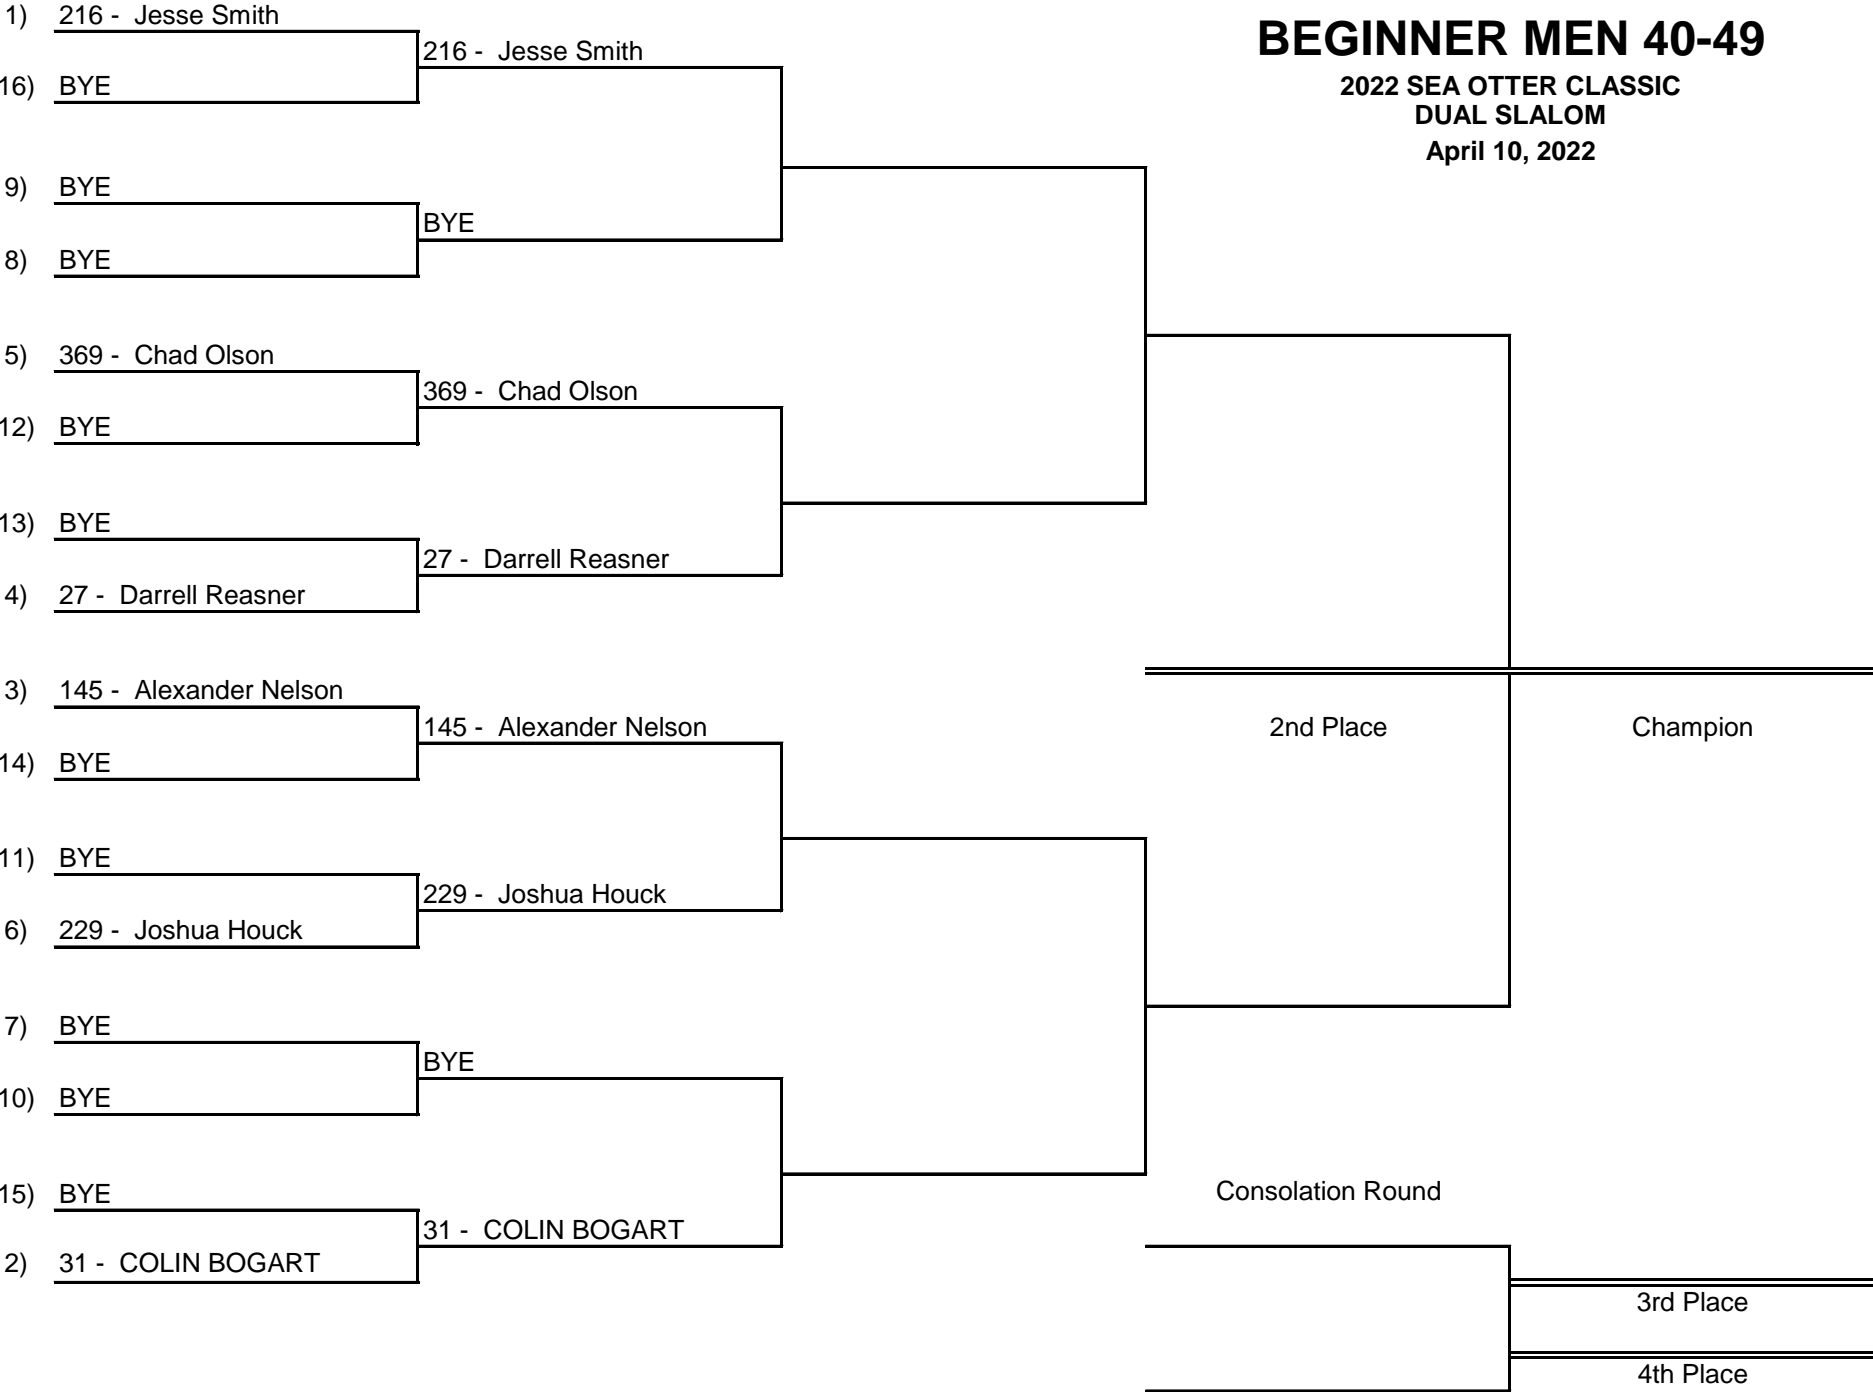 BEGINNER MEN 40-49
2022 SEA OTTER CLASSIC
DUAL SLALOM
April 10, 2022
1) 216 - Jesse Smith
216 - Jesse Smith
16) BYE
9) BYE
BYE
8) BYE
5) 369 - Chad Olson
369 - Chad Olson
12) BYE
13) BYE
27 - Darrell Reasner
4) 27 - Darrell Reasner
3) 145 - Alexander Nelson
145 - Alexander Nelson
14) BYE
2nd Place
Champion
11) BYE
229 - Joshua Houck
6) 229 - Joshua Houck
7) BYE
BYE
10) BYE
15) BYE
31 - COLIN BOGART
2) 31 - COLIN BOGART
Consolation Round
3rd Place
4th Place